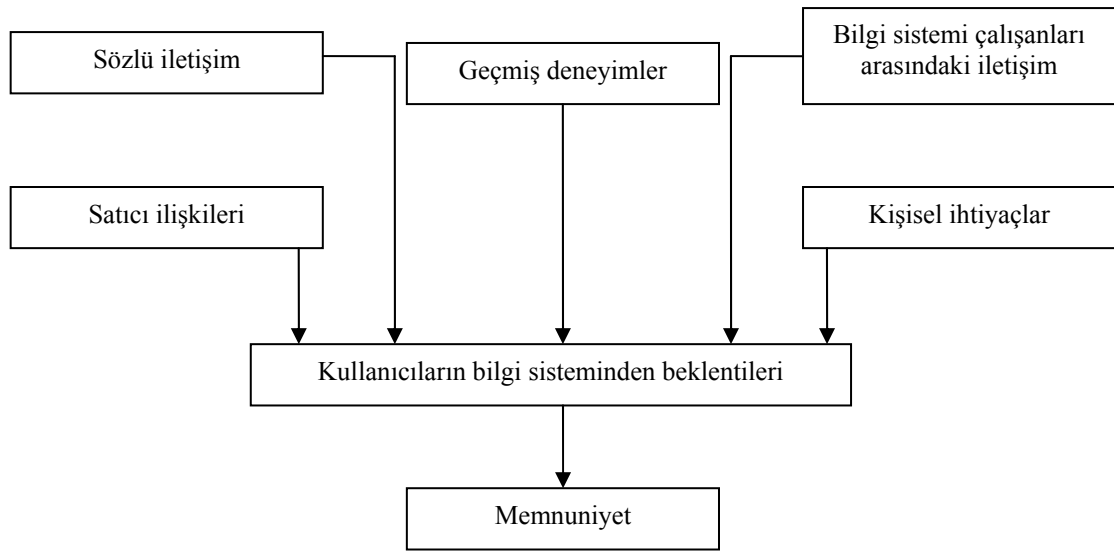 Sözlü iletişim
Geçmiş deneyimler
Bilgi sistemi çalışanları
arasındaki iletişim
Satıcı ilişkileri
Kişisel ihtiyaçlar
Kullanıcıların bilgi sisteminden beklentileri
Memnuniyet